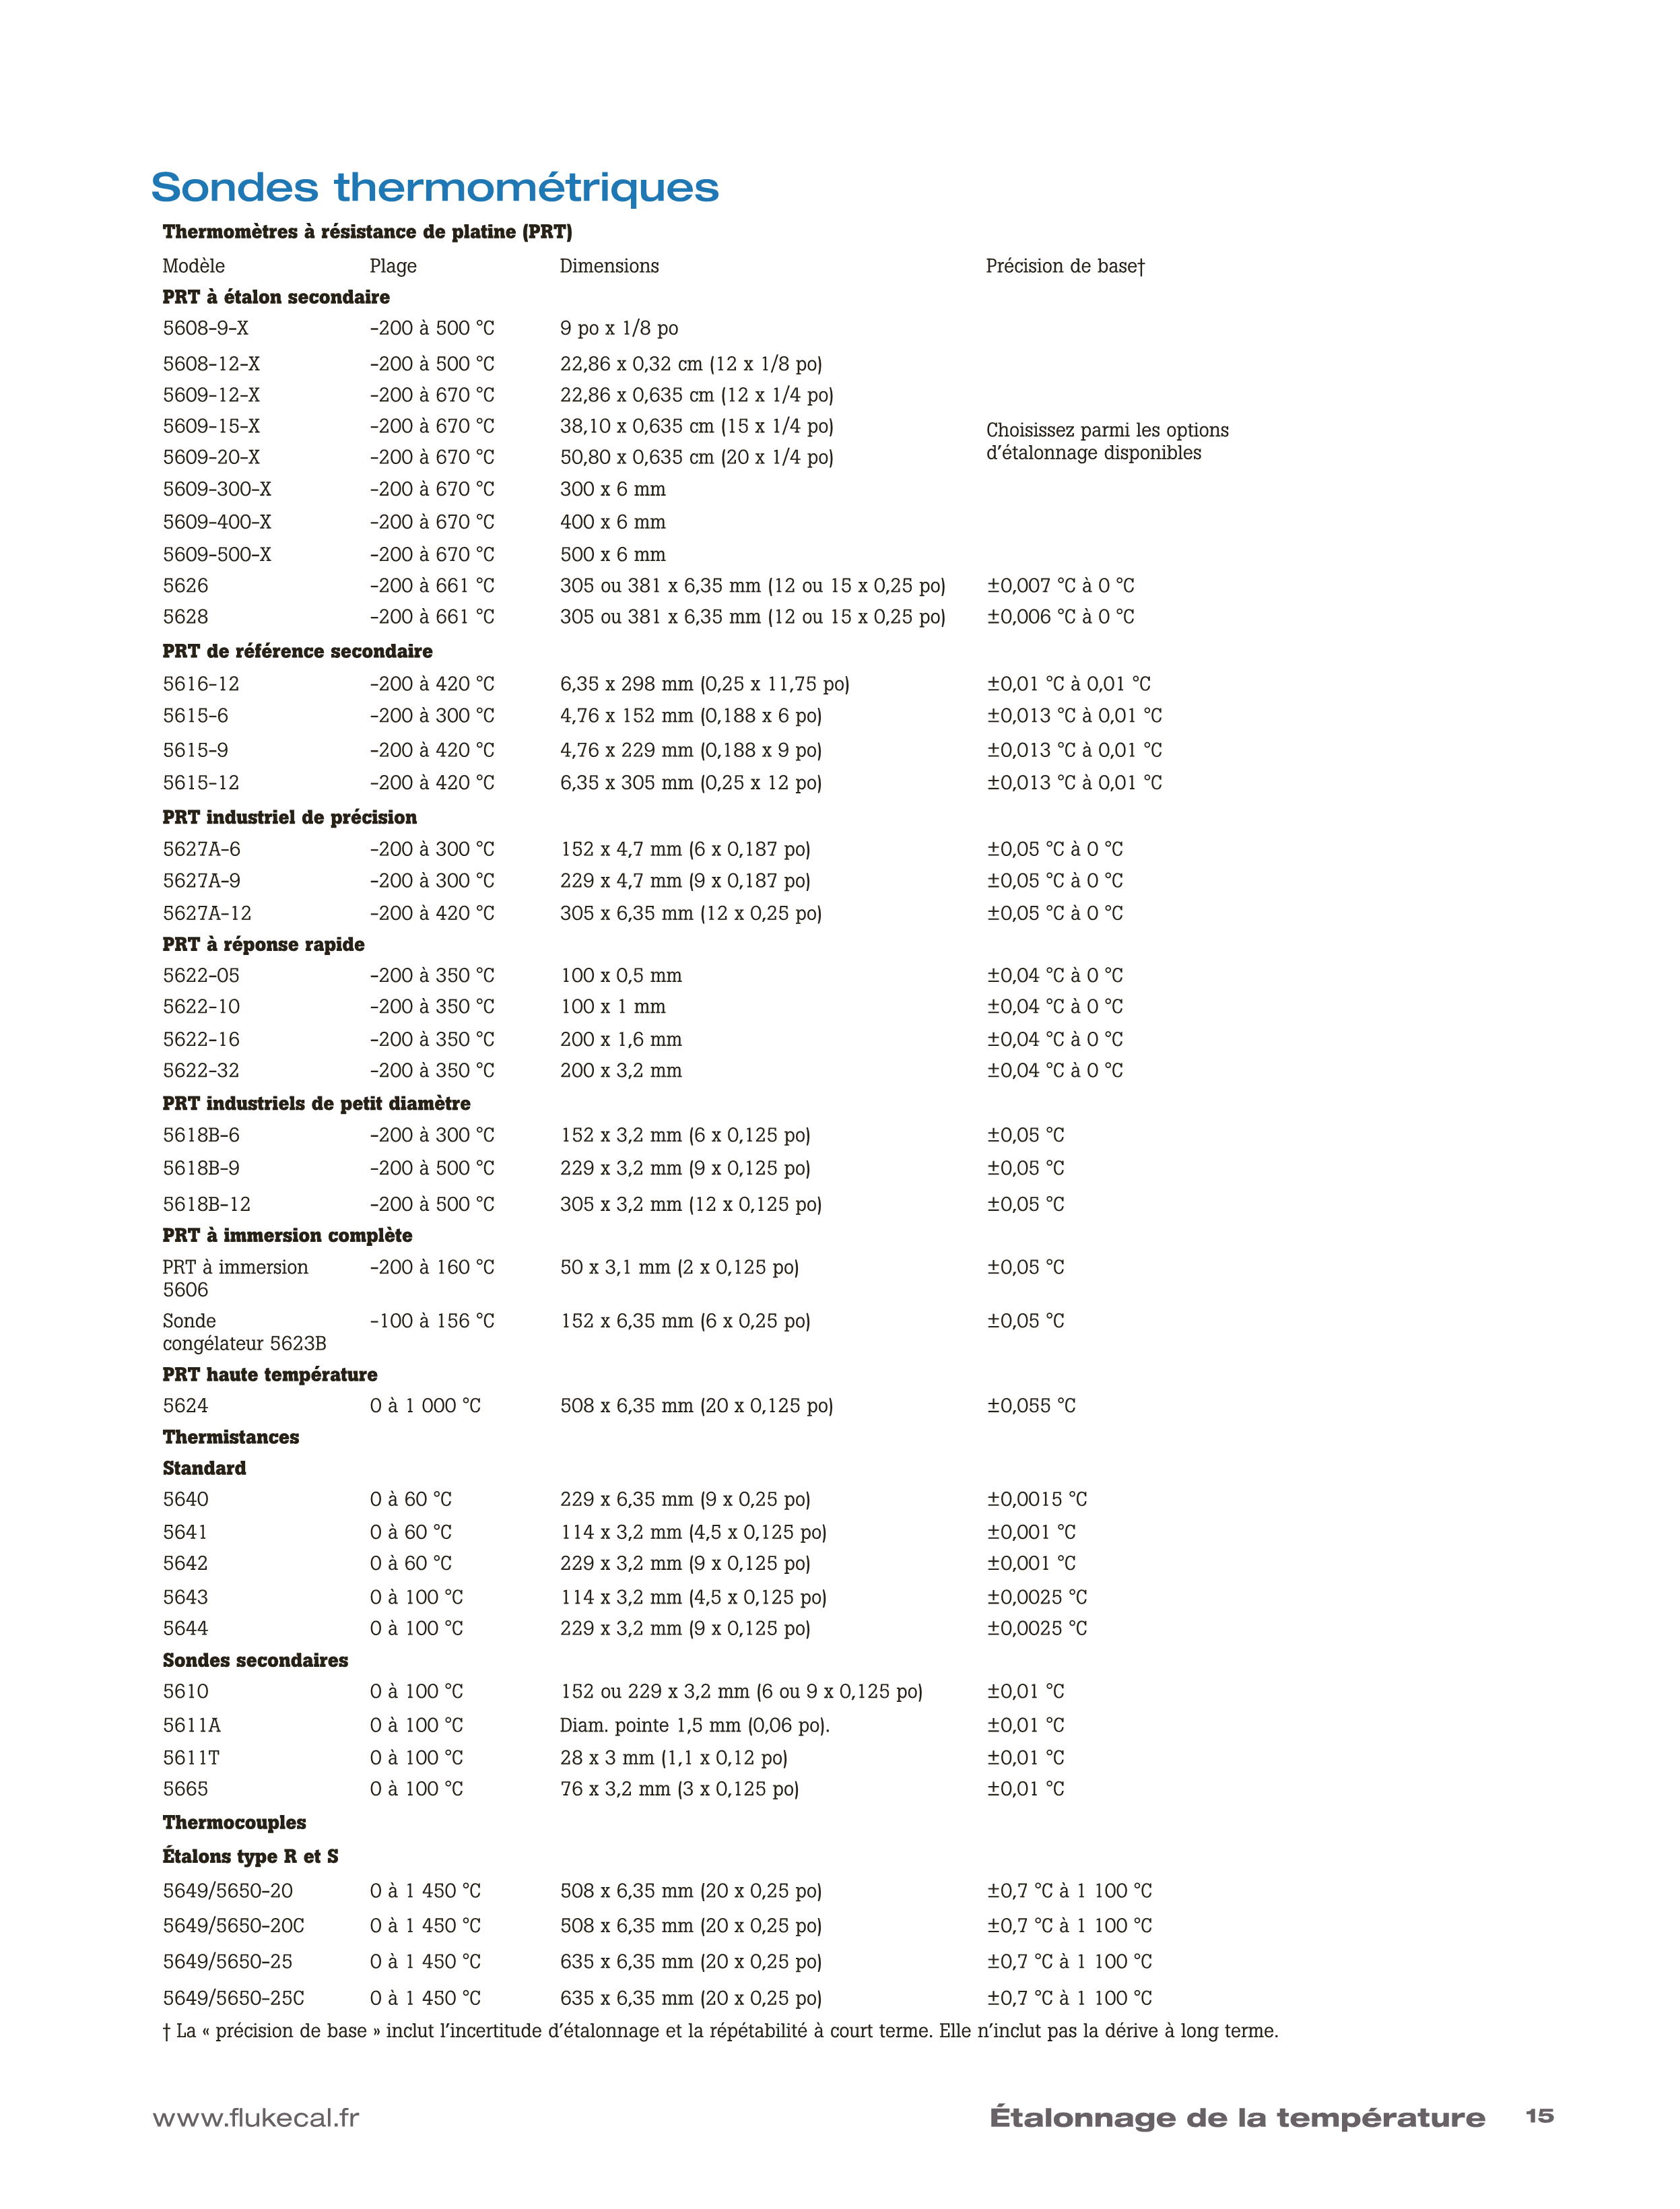 Sondes thermométriques
Thermomètres à résistance de platine (PRT)
Modèle Plage Dimensions Précision de base†
PRT à étalon secondaire
5608-9-X -200 à 500 °C 9 po x 1/8 po
5608-12-X -200 à 500 °C 22,86 x 0,32 cm (12 x 1/8 po)
5609-12-X -200 à 670 °C 22,86 x 0,635 cm (12 x 1/4 po)
5609-15-X -200 à 670 °C 38,10 x 0,635 cm (15 x 1/4 po)
Choisissez parmi les options
d’étalonnage disponibles
5609-20-X -200 à 670 °C 50,80 x 0,635 cm (20 x 1/4 po)
5609-300-X -200 à 670 °C 300 x 6 mm
5609-400-X -200 à 670 °C 400 x 6 mm
5609-500-X -200 à 670 °C 500 x 6 mm
5626 -200 à 661 °C 305 ou 381 x 6,35 mm (12 ou 15 x 0,25 po) ±0,007 °C à 0 °C
5628 -200 à 661 °C 305 ou 381 x 6,35 mm (12 ou 15 x 0,25 po) ±0,006 °C à 0 °C
PRT de référence secondaire
5616-12 -200 à 420 °C 6,35 x 298 mm (0,25 x 11,75 po) ±0,01 °C à 0,01 °C
5615-6 -200 à 300 °C 4,76 x 152 mm (0,188 x 6 po) ±0,013 °C à 0,01 °C
5615-9 -200 à 420 °C 4,76 x 229 mm (0,188 x 9 po) ±0,013 °C à 0,01 °C
5615-12 -200 à 420 °C 6,35 x 305 mm (0,25 x 12 po) ±0,013 °C à 0,01 °C
PRT industriel de précision
5627A-6 -200 à 300 °C 152 x 4,7 mm (6 x 0,187 po) ±0,05 °C à 0 °C
5627A-9 -200 à 300 °C 229 x 4,7 mm (9 x 0,187 po) ±0,05 °C à 0 °C
5627A-12 -200 à 420 °C 305 x 6,35 mm (12 x 0,25 po) ±0,05 °C à 0 °C
PRT à réponse rapide
5622-05 -200 à 350 °C 100 x 0,5 mm ±0,04 °C à 0 °C
5622-10 -200 à 350 °C 100 x 1 mm ±0,04 °C à 0 °C
5622-16 -200 à 350 °C 200 x 1,6 mm ±0,04 °C à 0 °C
5622-32 -200 à 350 °C 200 x 3,2 mm ±0,04 °C à 0 °C
PRT industriels de petit diamètre
5618B-6 -200 à 300 °C 152 x 3,2 mm (6 x 0,125 po) ±0,05 °C
5618B-9 -200 à 500 °C 229 x 3,2 mm (9 x 0,125 po) ±0,05 °C
5618B-12 -200 à 500 °C 305 x 3,2 mm (12 x 0,125 po) ±0,05 °C
PRT à immersion complète
PRT à immersion -200 à 160 °C 50 x 3,1 mm (2 x 0,125 po) ±0,05 °C
5606
Sonde -100 à 156 °C 152 x 6,35 mm (6 x 0,25 po) ±0,05 °C
congélateur 5623B
PRT haute température
5624 0 à 1 000 °C 508 x 6,35 mm (20 x 0,125 po) ±0,055 °C
Thermistances
Standard
5640 0 à 60 °C 229 x 6,35 mm (9 x 0,25 po) ±0,0015 °C
5641 0 à 60 °C 114 x 3,2 mm (4,5 x 0,125 po) ±0,001 °C
5642 0 à 60 °C 229 x 3,2 mm (9 x 0,125 po) ±0,001 °C
5643 0 à 100 °C 114 x 3,2 mm (4,5 x 0,125 po) ±0,0025 °C
5644 0 à 100 °C 229 x 3,2 mm (9 x 0,125 po) ±0,0025 °C
Sondes secondaires
5610 0 à 100 °C 152 ou 229 x 3,2 mm (6 ou 9 x 0,125 po) ±0,01 °C
5611A 0 à 100 °C Diam. pointe 1,5 mm (0,06 po). ±0,01 °C
5611T 0 à 100 °C 28 x 3 mm (1,1 x 0,12 po) ±0,01 °C
5665 0 à 100 °C 76 x 3,2 mm (3 x 0,125 po) ±0,01 °C
Thermocouples
Étalons type R et S
5649/5650-20 0 à 1 450 °C 508 x 6,35 mm (20 x 0,25 po) ±0,7 °C à 1 100 °C
5649/5650-20C 0 à 1 450 °C 508 x 6,35 mm (20 x 0,25 po) ±0,7 °C à 1 100 °C
5649/5650-25 0 à 1 450 °C 635 x 6,35 mm (20 x 0,25 po) ±0,7 °C à 1 100 °C
5649/5650-25C 0 à 1 450 °C 635 x 6,35 mm (20 x 0,25 po) ±0,7 °C à 1 100 °C
† La « précision de base » inclut l’incertitude d’étalonnage et la répétabilité à court terme. Elle n’inclut pas la dérive à long terme.
www.flukecal.fr Étalonnage de la température 15